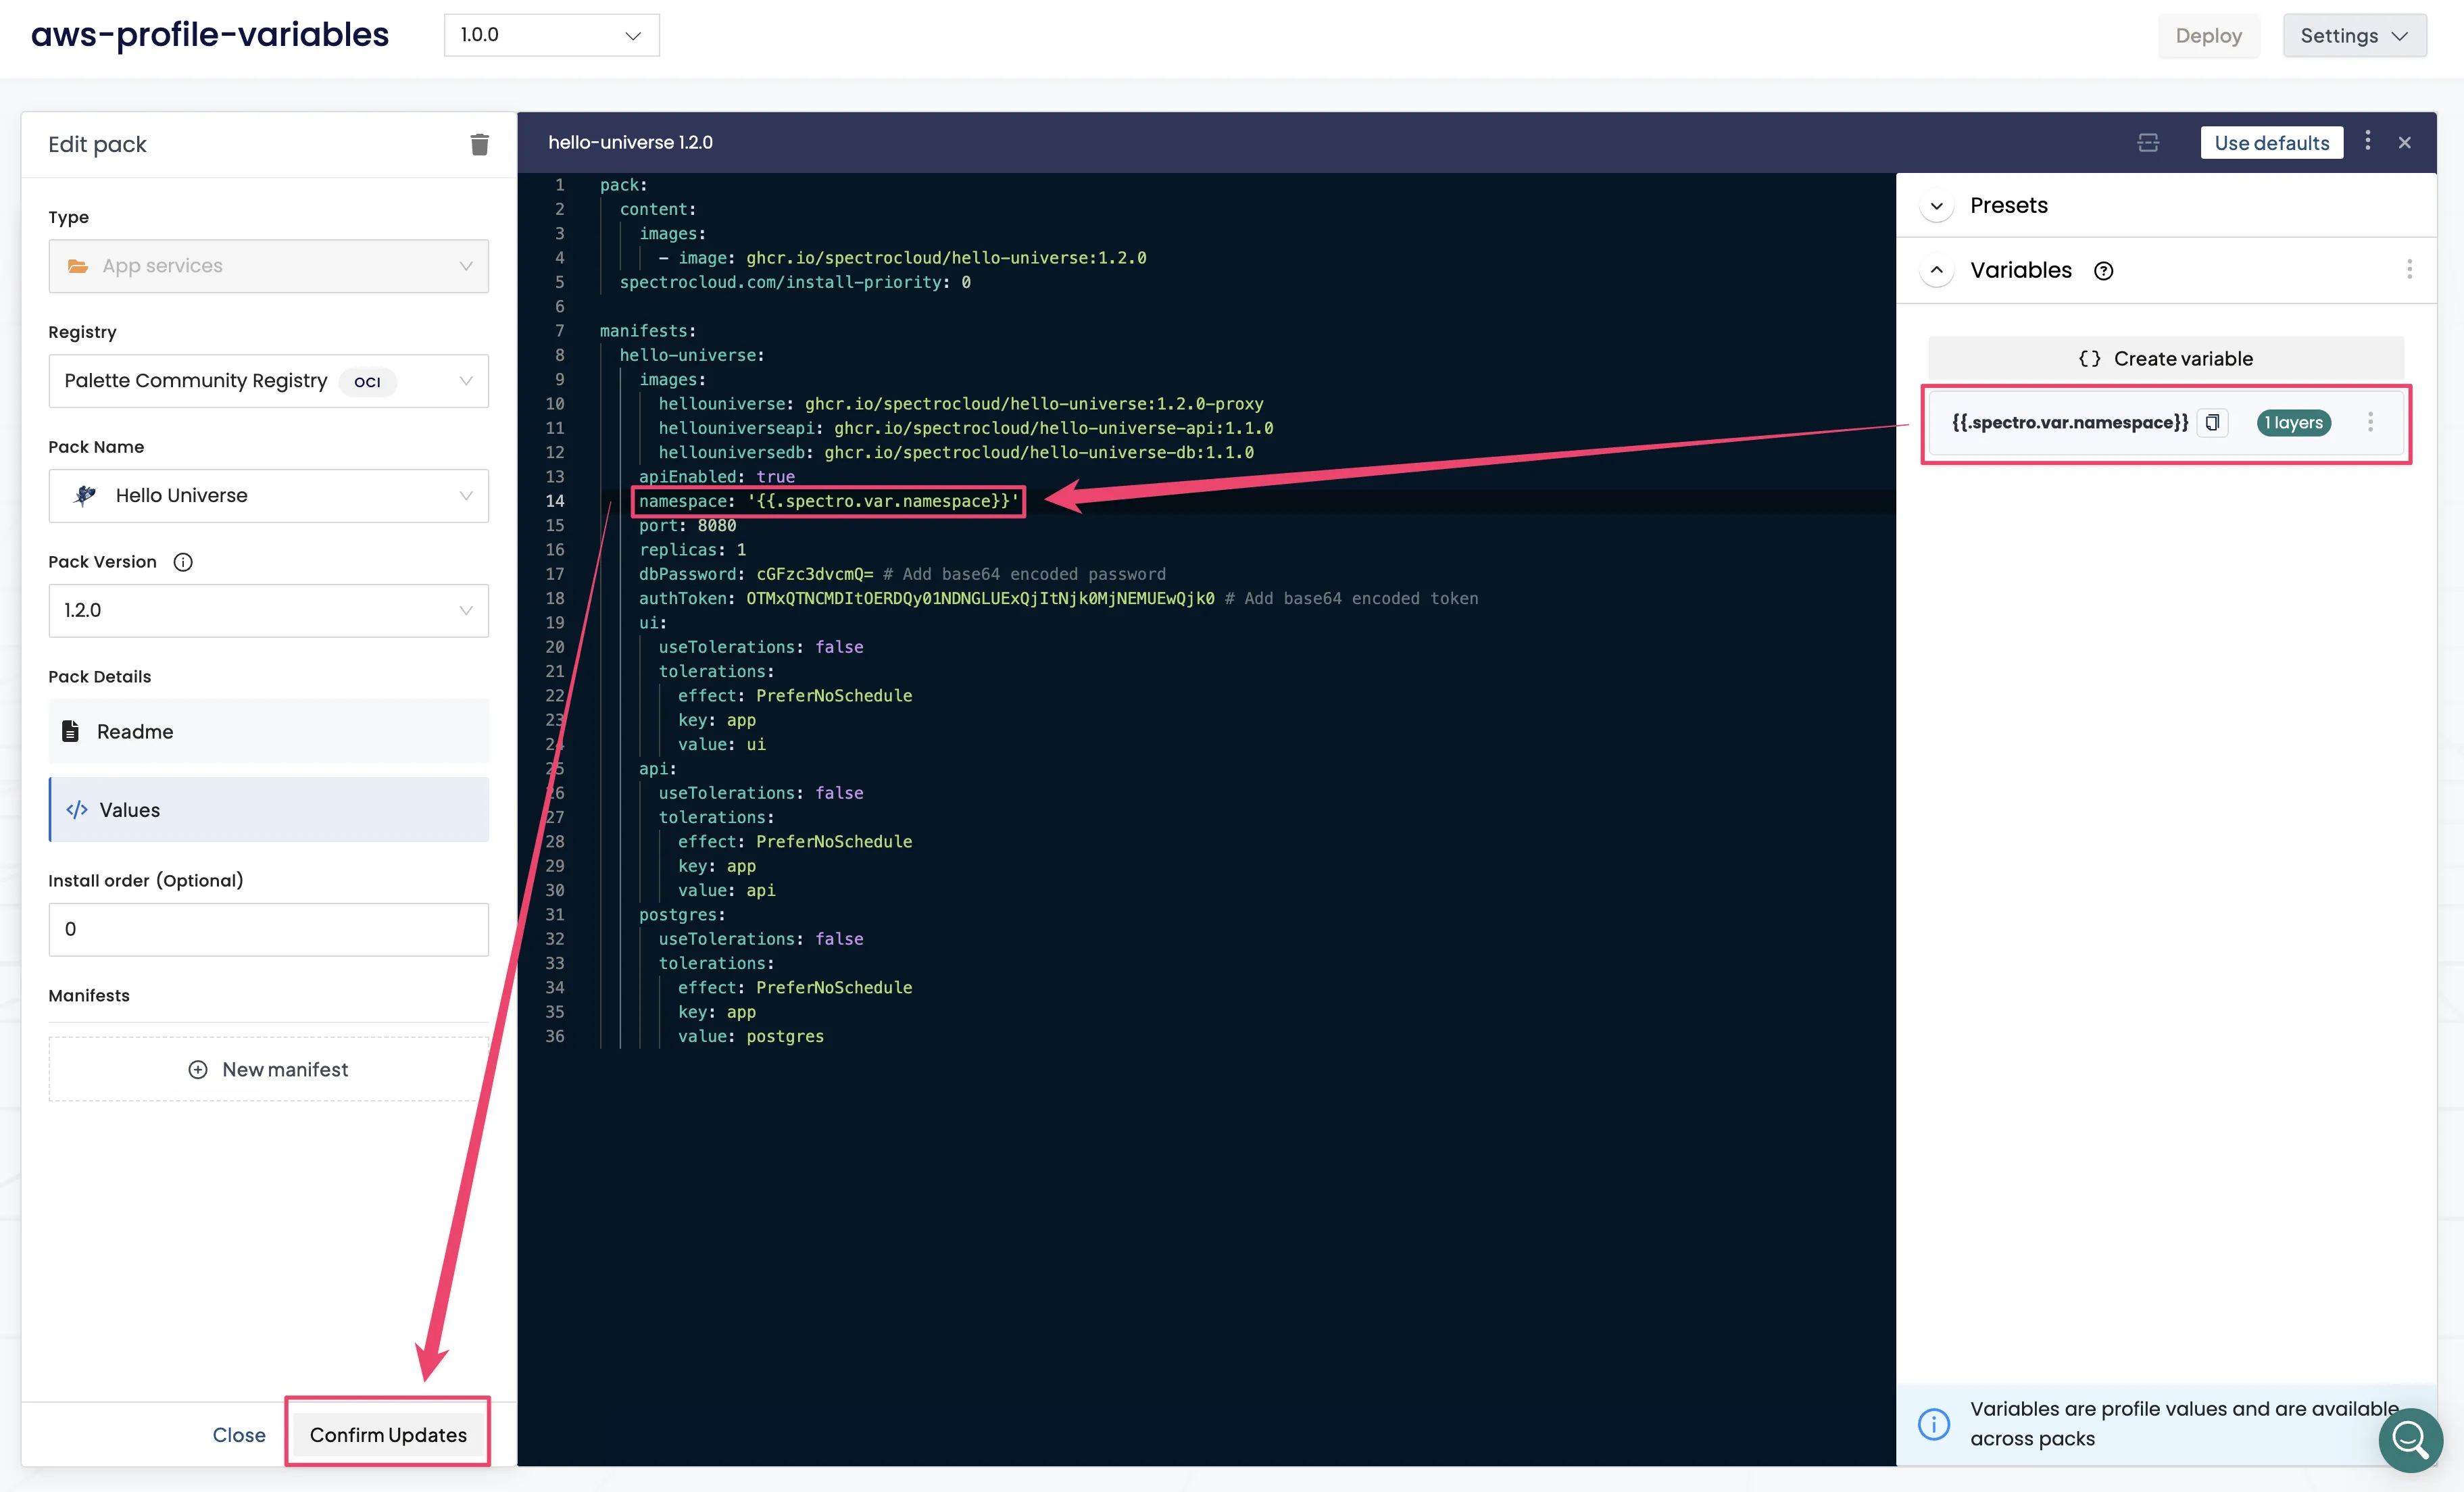 aws-profile-variables
1.0.0
Deploy
Settings
Edit pack
Type
App services
Registry
Palette Community Registry OCI
Pack Name
Hello Universe
Pack Version
1.2.0
Pack Details
Readme
</> Values
Install order (Optional)
0
Manifests
New manifest
Close
Confirm Updates
hello-universe 1.2.0
Use defaults
1 pack:
2 content:
3 images:
4 - image: ghcr.io/spectrocloud/hello-universe:1.2.0
5 spectrocloud.com/install-priority: 0
6
7 manifests:
8 hello-universe:
9 images:
10 hellouniverse: ghcr.io/spectrocloud/hello-universe:1.2.0-proxy
11 hellouniverseapi: ghcr.io/spectrocloud/hello-universe-api:1.1.0
12 hellouniversedb: ghcr.io/spectrocloud/hello-universe-db:1.1.0
13 apiEnabled: true
14 namespace: '{{.spectro.var.namespace}}'
15 port: 8080
16 replicas: 1
17 dbPassword: cGFzc3dvcmQ= # Add base64 encoded password
18 authToken: OTMxQTNCMDItOERDQy01NDNGLUExQjItNjk0MjNEMUEwQjk0 # Add base64 encoded token
19 ui:
20 useTolerations: false
21 tolerations:
22 effect: PreferNoSchedule
23 key: app
24 value: ui
25 api:
26 useTolerations: false
27 tolerations:
28 effect: PreferNoSchedule
29 key: app
30 value: api
31 postgres:
32 useTolerations: false
33 tolerations:
34 effect: PreferNoSchedule
35 key: app
36 value: postgres
Presets
Variables
{} Create variable
{{.spectro.var.namespace}} 1 layers
Variables are profile values and are available
across packs